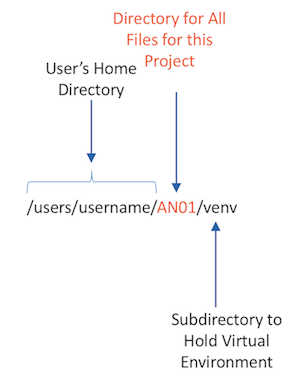 Directory for All
Files for this
Project
User's Home
Directory
/users/username/AN01/venv
Subdirectory to
Hold Virtual
Environment